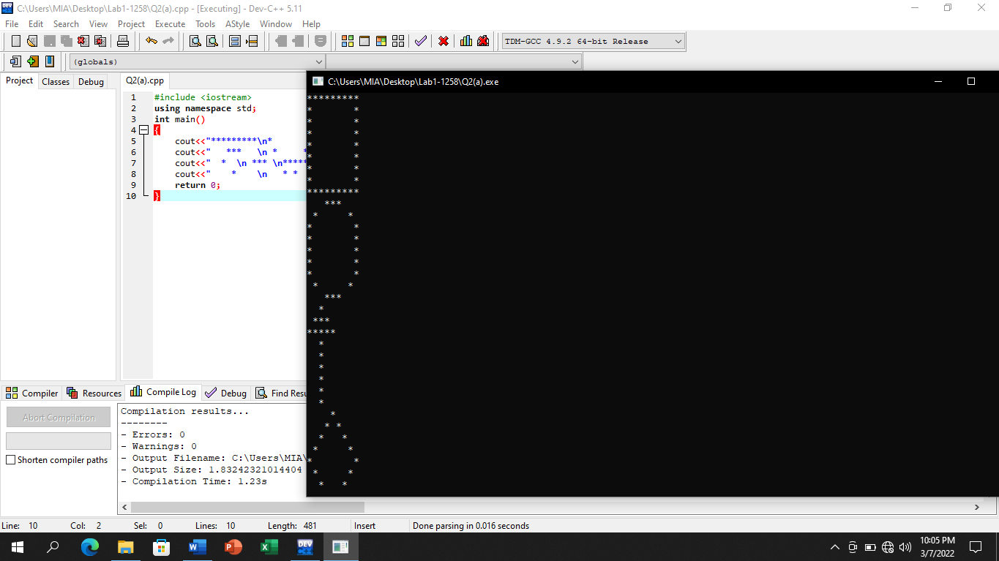 C:\Users\MIA\Desktop\Lab1-1258\Q2(a).cpp - [Executing] - Dev-C++ 5.11
File Edit Search View Project Execute Tools AStyle Window Help
TDM-GCC 4.9.2 64-bit Release
(globals)
Project Classes Debug Q2(a).cpp
C:\Users\MIA\Desktop\Lab1-1258\Q2(a).exe
1 #include <iostream>
2 using namespace std;
3 int main()
4 {
5     cout<<"*********\n*
6     cout<<"   ***   \n *     *
7     cout<<"  *  \n *** \n*****
8     cout<<"    *    \n   * *
9     return 0;
10 }
*********
*       *
*       *
*       *
*       *
*       *
*       *
*       *
*********
   ***
 *     *
*       *
*       *
*       *
*       *
*       *
 *     *
   ***
  *
 ***
*****
  *
  *
  *
  *
  *
  *
    *
   * *
  *   *
 *     *
*       *
 *     *
  *   *
Compiler Resources Compile Log Debug Find Resu
Abort Compilation
Shorten compiler paths
Compilation results...
--------
- Errors: 0
- Warnings: 0
- Output Filename: C:\Users\MIA\
- Output Size: 1.83242321014404
- Compilation Time: 1.23s
Line: 10 Col: 2 Sel: 0 Lines: 10 Length: 481 Insert Done parsing in 0.016 seconds
DEV C++
10:05 PM
3/7/2022